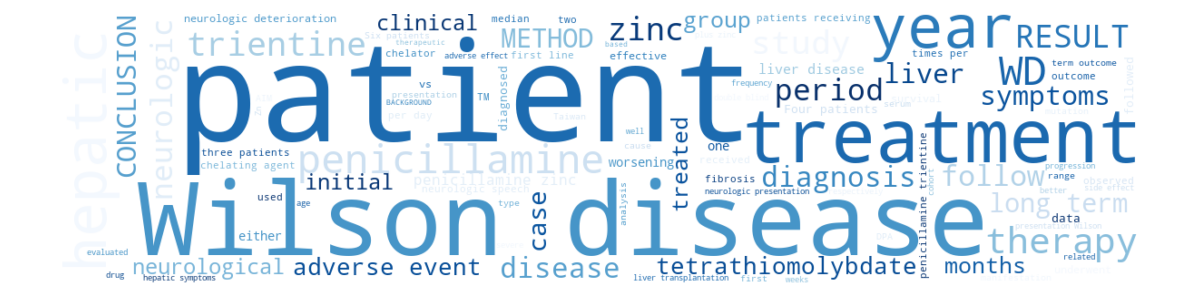 neurologic deterioration
clinical
median
two
group
patients receiving
year
RESULT
CONCLUSION
trientine
Six patients
therapeutic
chelator
adverse effect
first line
METHOD
based
effective
zinc
study
times per
hepatic
neurologic
patient
vs
presentation
BACKGROUND
TM
diagnosed
liver disease
liver
WD
term outcome
outcome
frequency
period
symptoms
serum
survival
followed
per day
Taiwan
Four patients
treatment
well
cause
one
three patients
chelating agent
penicillamine
worsening
received
treated
initial
penicillamine zinc
neurologic speech
fibrosis
neurologic presentation
diagnosis
follow
progression
range
observed
better
side effect
cohort
penicillamine trientine
Wilson disease
used
age
type
case
analysis
either
long term
data
presentation Wilson
therapy
related
evaluated
drug
neurological
hepatic symptoms
adverse event
disease
tetrathiomolybdate
liver transplantation
first
weeks
months